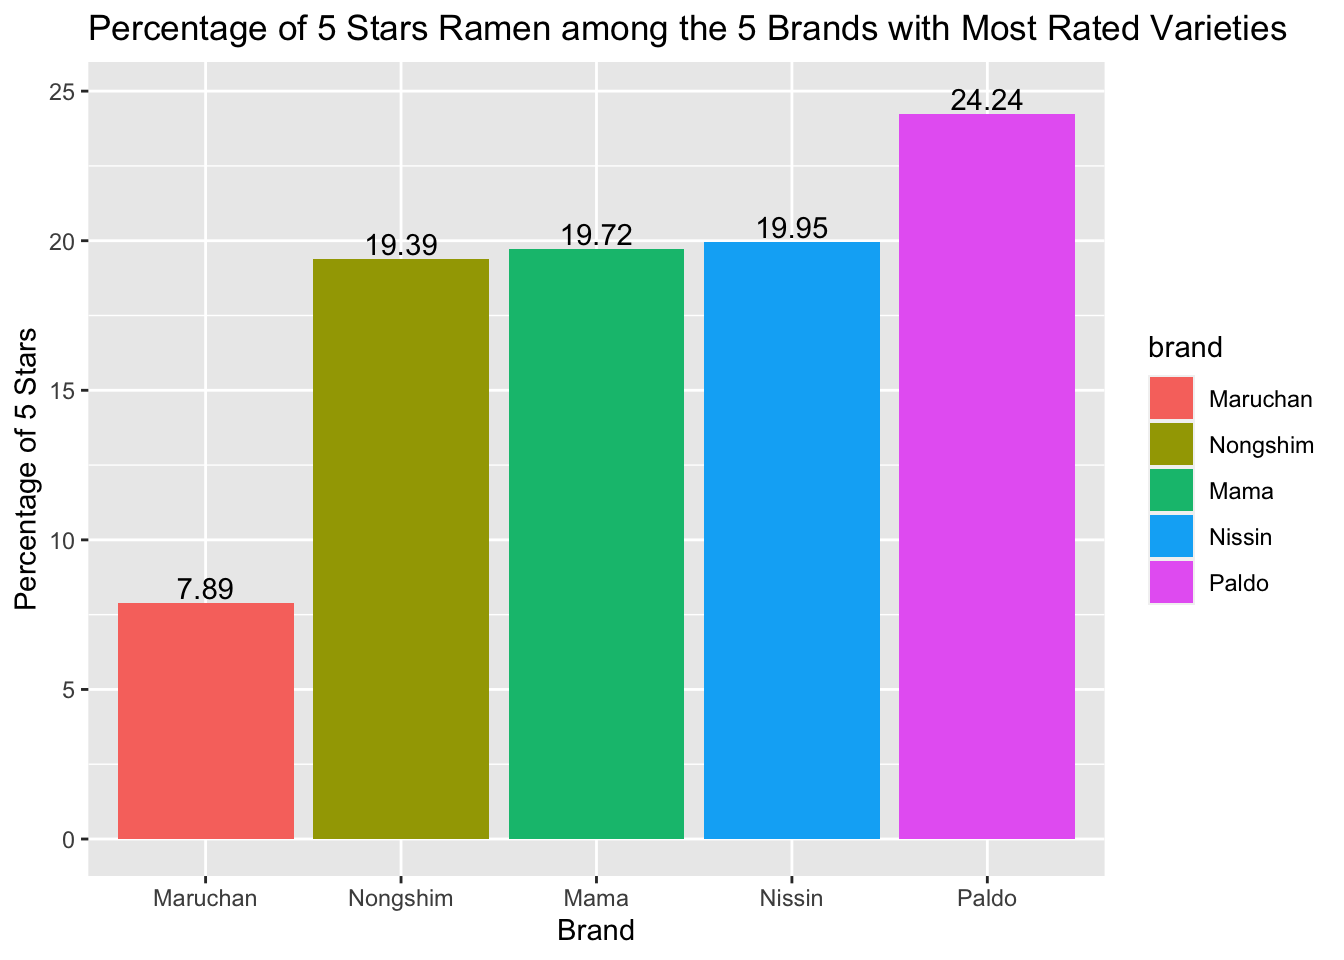 Percentage of 5 Stars Ramen among the 5 Brands with Most Rated Varieties
Percentage of 5 Stars
25
20
15
10
5
0
7.89
19.39
19.72
19.95
24.24
Maruchan
Nongshim
Mama
Nissin
Paldo
Brand
brand
Maruchan
Nongshim
Mama
Nissin
Paldo